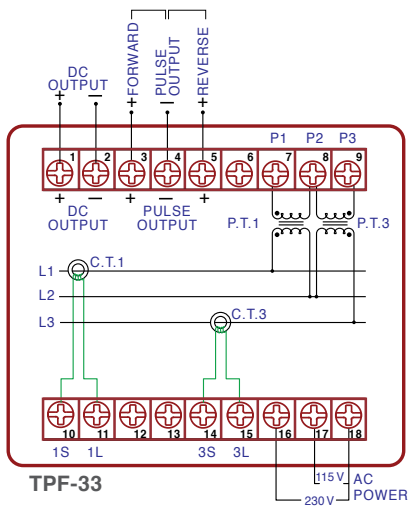 DC
OUTPUT
+ −
+FORWARD
PULSE
− OUTPUT
+REVERSE
P1 P2 P3
1 2 3 4 5 6 7 8 9
+ − + − +
DC
OUTPUT
PULSE
OUTPUT
P.T.1
P.T.3
C.T.1
L1
L2
C.T.3
L3
10 11 12 13 14 15 16 17 18
1S 1L 3S 3L
115 V
AC
POWER
230 V
TPF-33